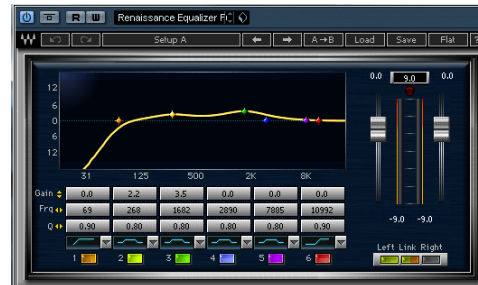 R W Renaissance Equalizer F
Setup A A→B Load Save Flat ?
0.0 9.0 0.0
12
6
0
6
12
31 125 500 2K 8K
Gain 0.0 2.2 3.5 0.0 0.0 0.0
Frq 69 268 1682 2890 7885 10992
Q 0.90 0.80 0.80 0.80 0.80 0.90
-9.0 -9.0
Left Link Right
1 2 3 4 5 6